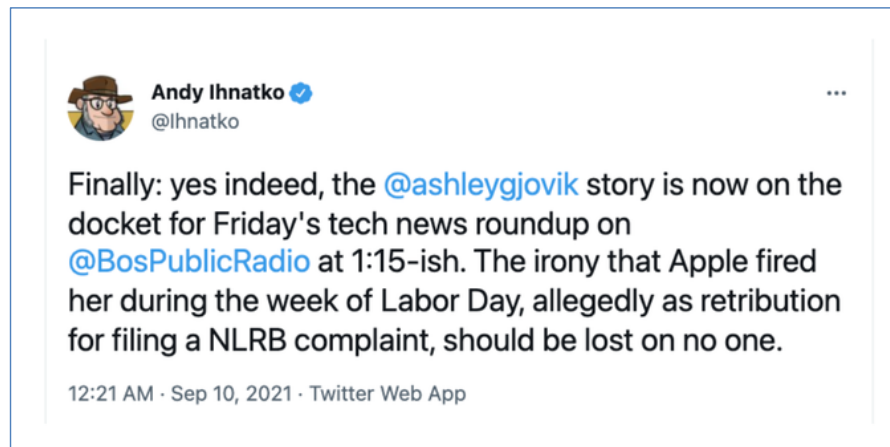 Andy Ihnatko
@Ihnatko
Finally: yes indeed, the @ashleygjovik story is now on the
docket for Friday's tech news roundup on
@BosPublicRadio at 1:15-ish. The irony that Apple fired
her during the week of Labor Day, allegedly as retribution
for filing a NLRB complaint, should be lost on no one.
12:21 AM · Sep 10, 2021 · Twitter Web App